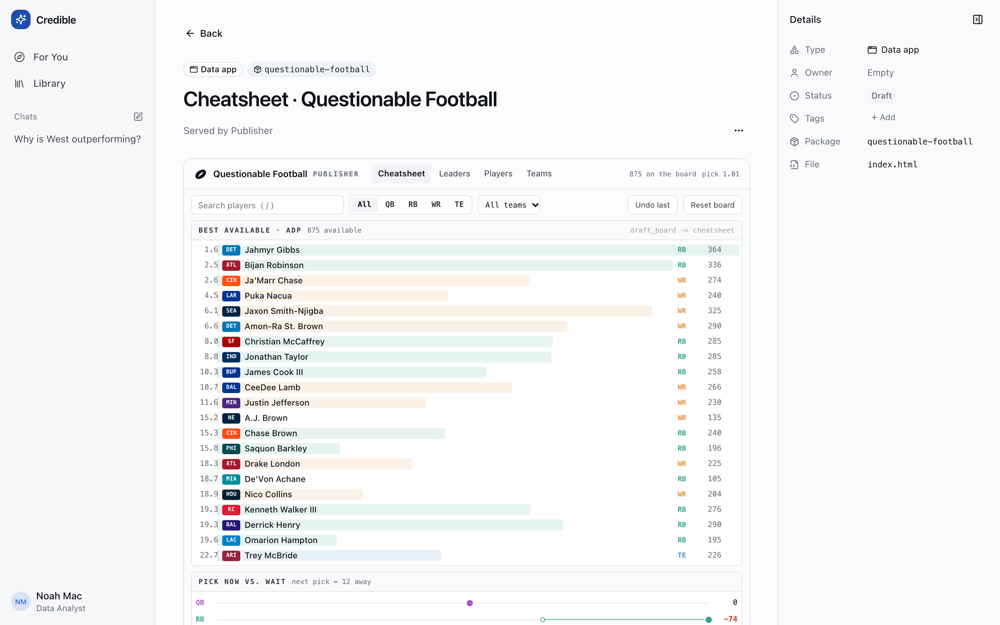 Credible
For You
Library
Chats
Why is West outperforming?
NM
Noah Mac
Data Analyst
Back
Data app
questionable-football
Cheatsheet · Questionable Football
Served by Publisher
Questionable Football PUBLISHER Cheatsheet Leaders Players Teams 875 on the board pick 1.01
Search players (/) All QB RB WR TE All teams Undo last Reset board
BEST AVAILABLE · ADP 875 available draft_board -> cheatsheet
1.6 DET Jahmyr Gibbs RB 364
2.5 ATL Bijan Robinson RB 336
2.6 CIN Ja'Marr Chase WR 274
4.5 LAR Puka Nacua WR 240
6.1 SEA Jaxon Smith-Njigba WR 325
6.6 DET Amon-Ra St. Brown WR 290
8.0 SF Christian McCaffrey RB 285
8.8 IND Jonathan Taylor RB 285
10.3 BUF James Cook III RB 258
10.7 DAL CeeDee Lamb WR 266
11.6 MIN Justin Jefferson WR 230
15.2 NE A.J. Brown WR 135
15.3 CIN Chase Brown RB 240
15.8 PHI Saquon Barkley RB 196
18.3 ATL Drake London WR 225
18.7 MIA De'Von Achane RB 105
18.9 HOU Nico Collins WR 204
19.3 KC Kenneth Walker III RB 276
19.3 BAL Derrick Henry RB 290
19.6 LAC Omarion Hampton RB 195
22.7 ARI Trey McBride TE 226
PICK NOW VS. WAIT next pick ≈ 12 away
QB 0
RB −74
Details
Type Data app
Owner Empty
Status Draft
Tags + Add
Package questionable-football
File index.html